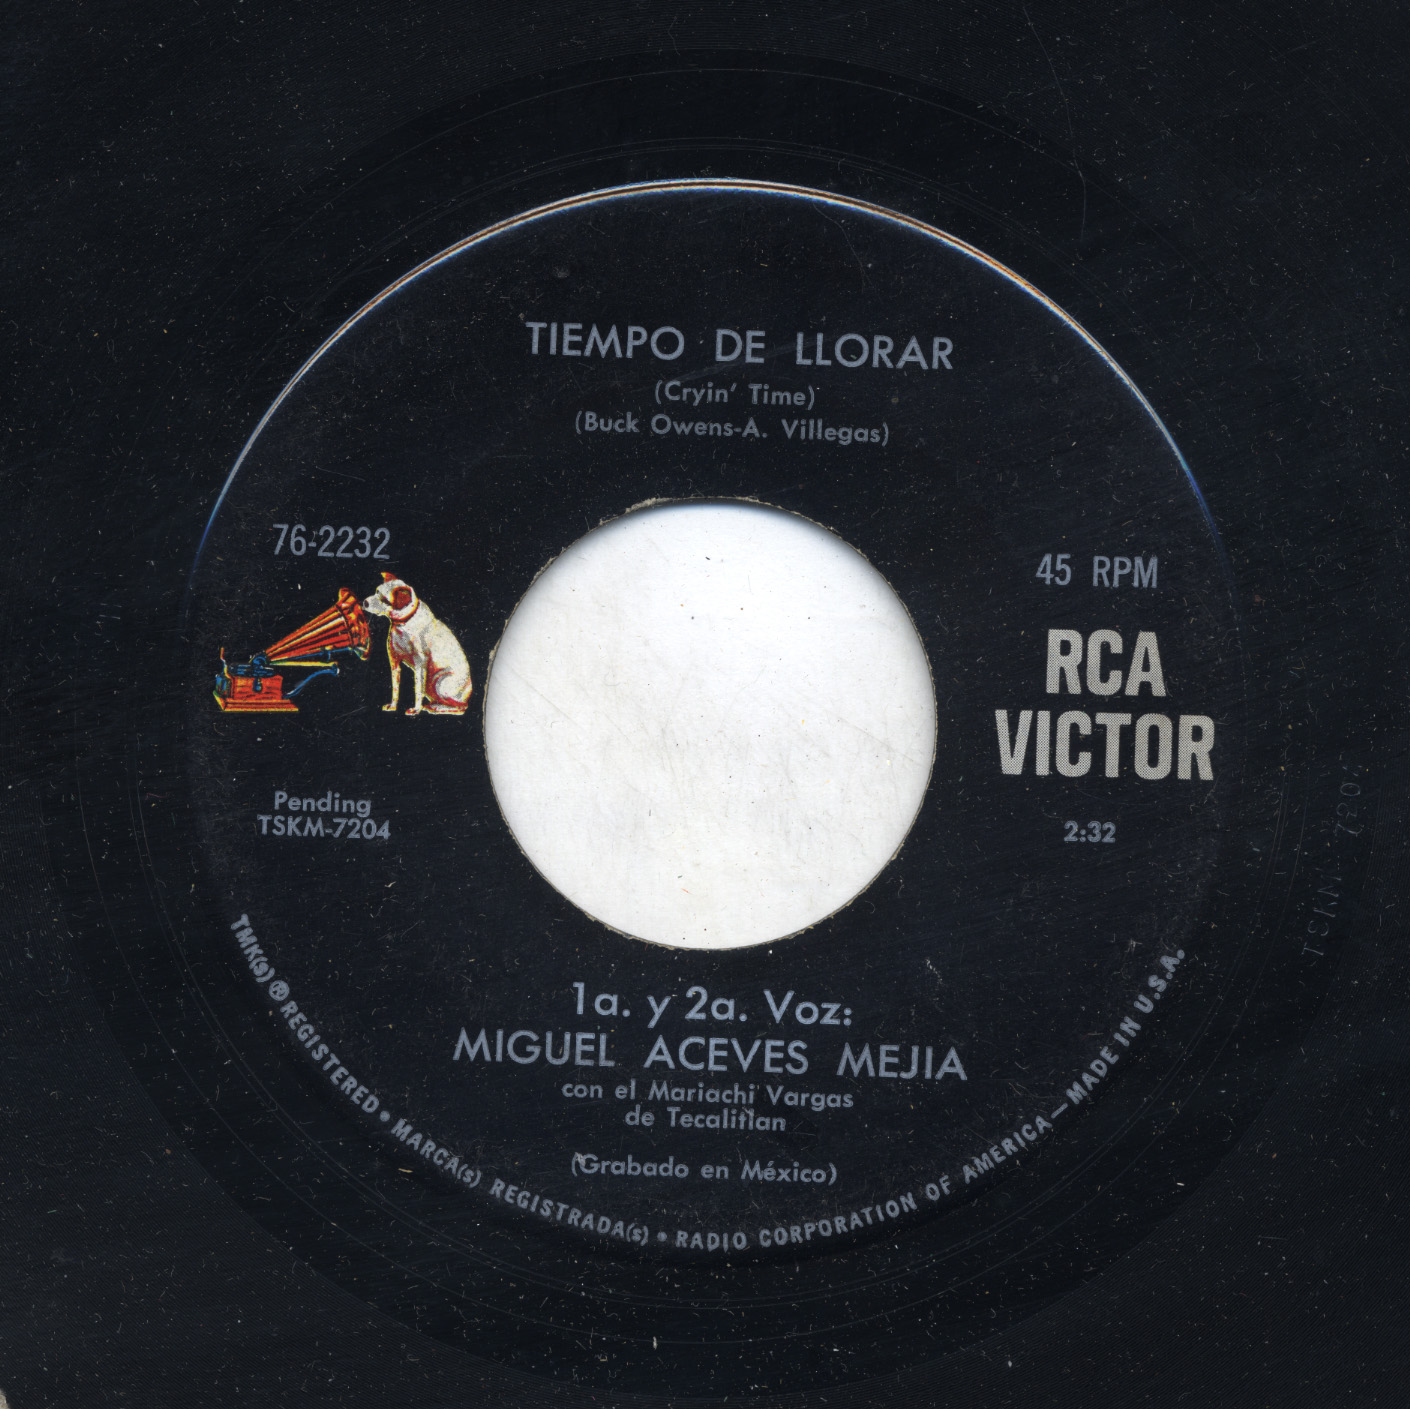 TIEMPO DE LLORAR
(Cryin' Time)
(Buck Owens-A. Villegas)
76-2232
45 RPM
RCA
VICTOR
Pending
TSKM-7204
2:32
1a. y 2a. Voz:
MIGUEL ACEVES MEJIA
con el Mariachi Vargas
de Tecalitlan
(Grabado en México)
TMK(s) ® REGISTERED • MARCA(s) REGISTRADA(s) • RADIO CORPORATION OF AMERICA — MADE IN U.S.A.